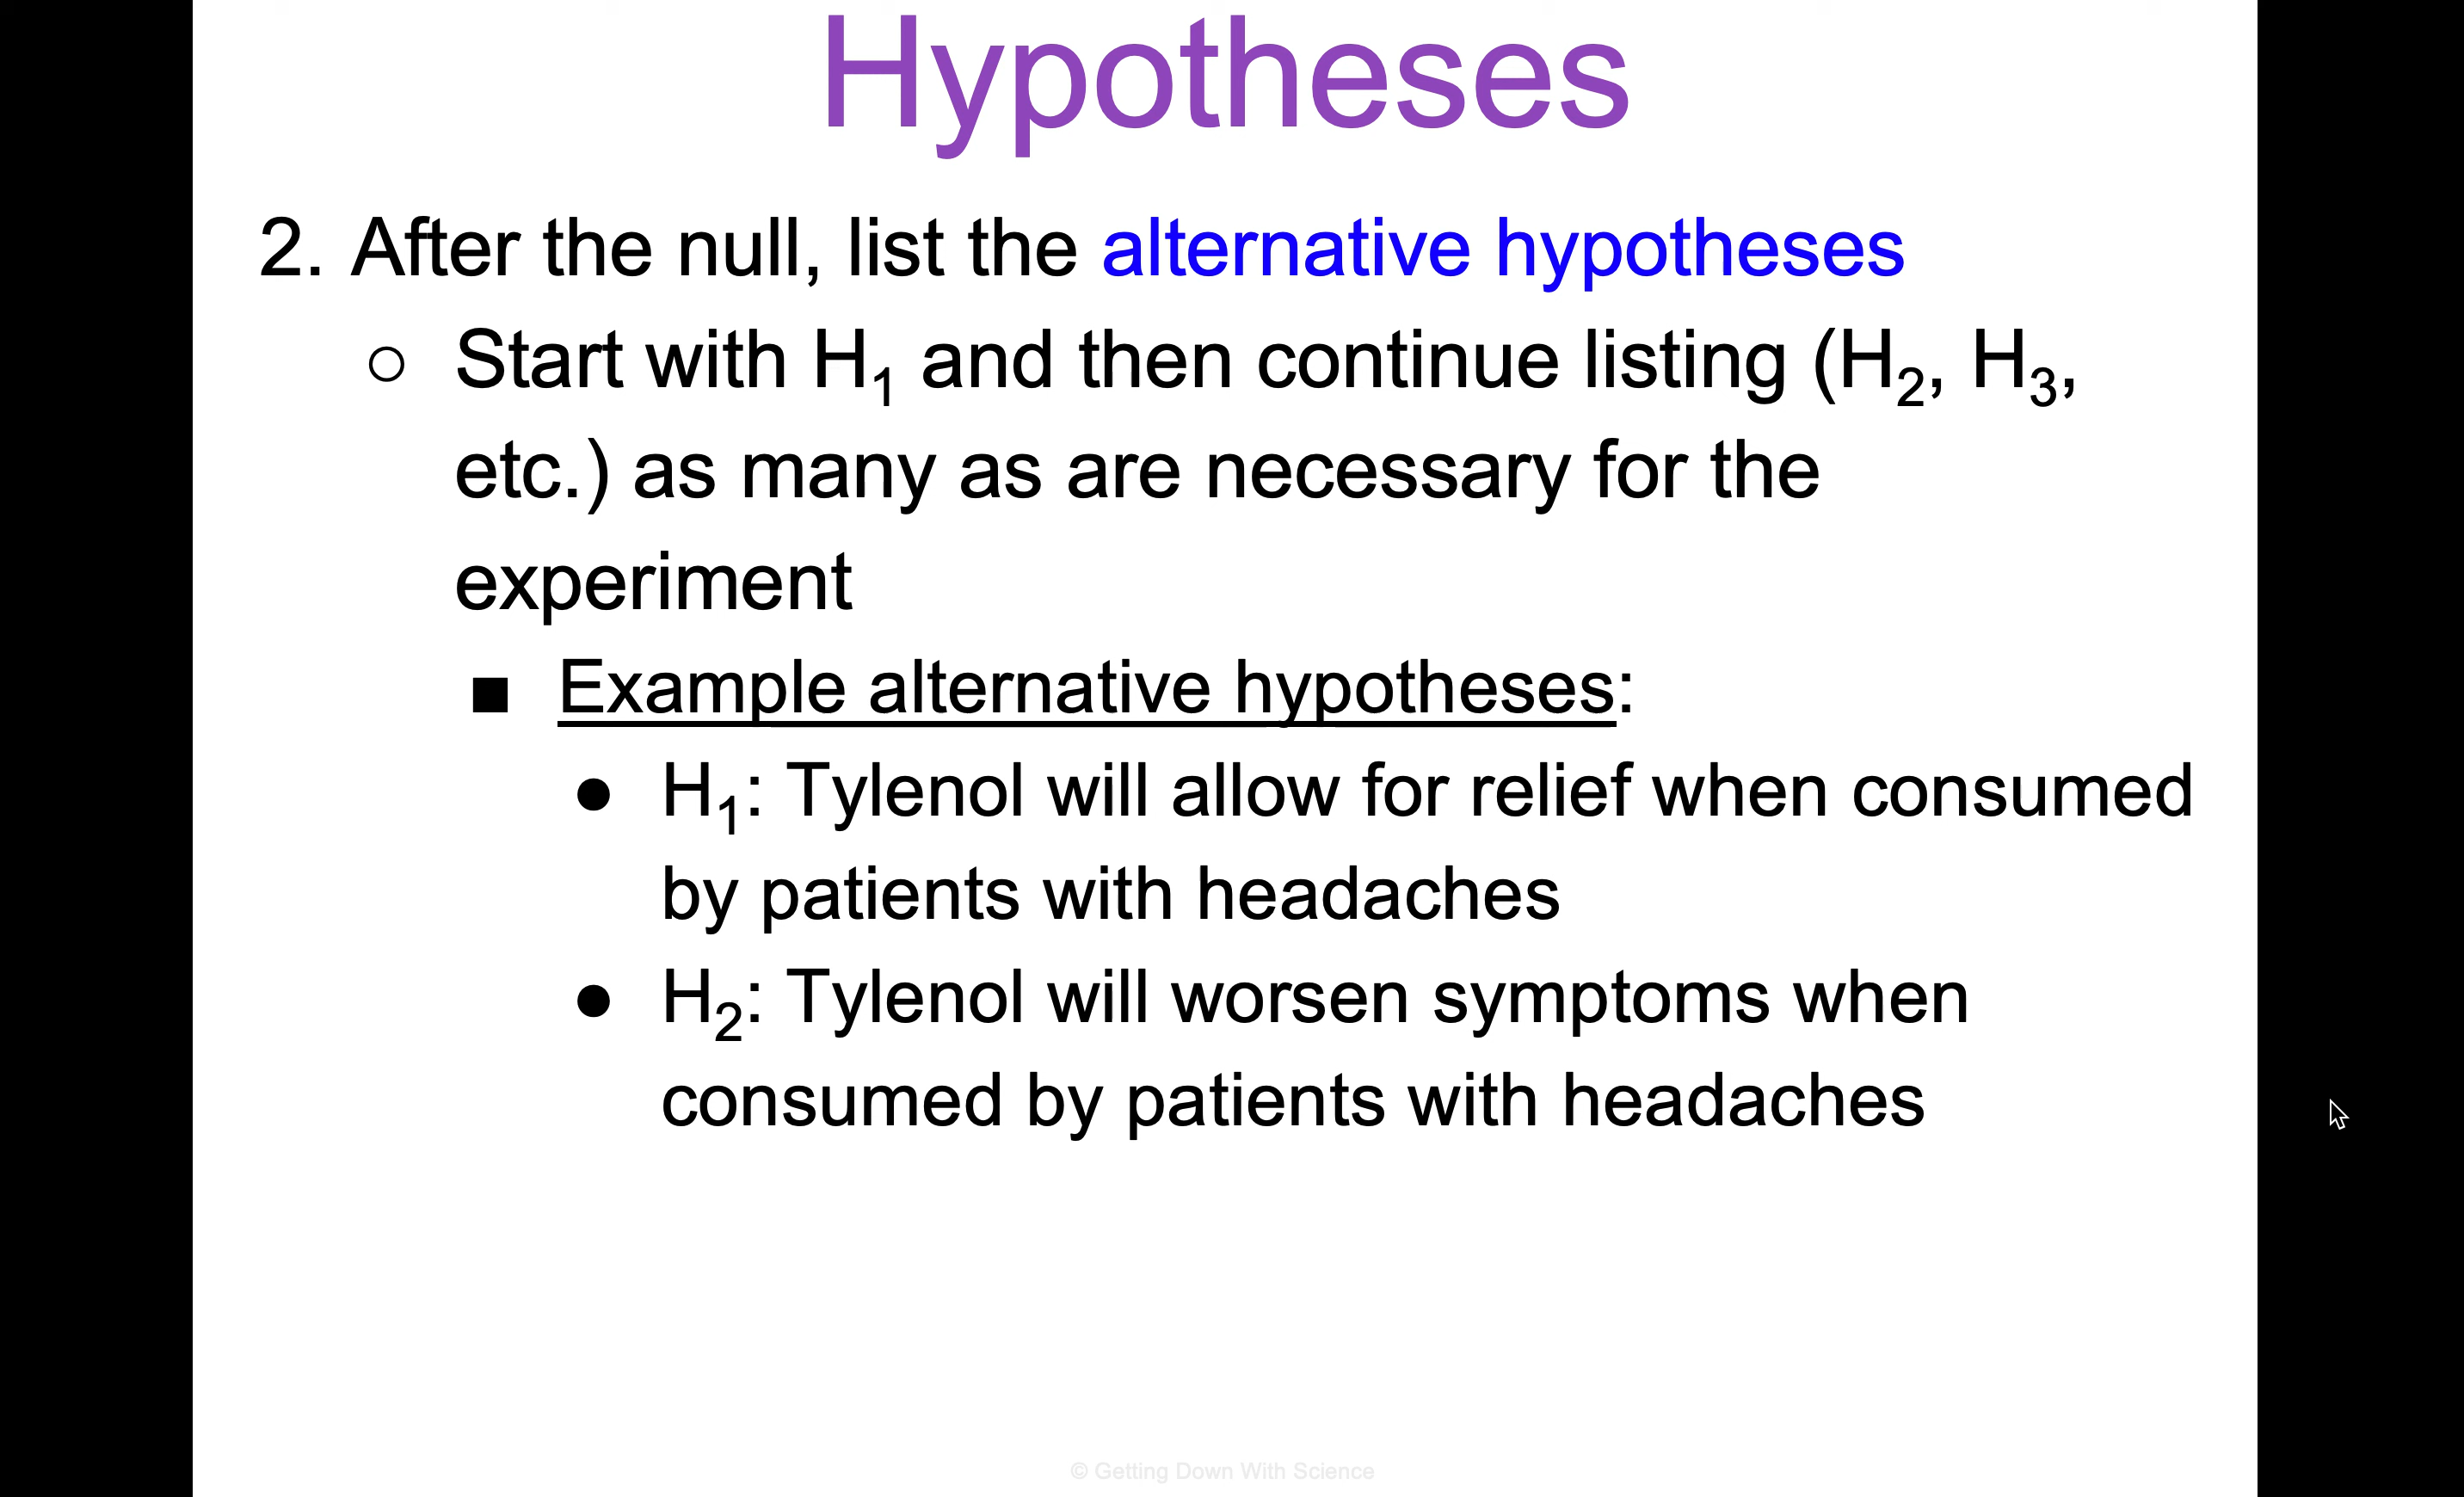 Hypotheses
2. After the null, list the alternative hypotheses
○ Start with H₁ and then continue listing (H₂, H₃,
etc.) as many as are necessary for the
experiment
■ Example alternative hypotheses:
● H₁: Tylenol will allow for relief when consumed
by patients with headaches
● H₂: Tylenol will worsen symptoms when
consumed by patients with headaches
© Getting Down With Science